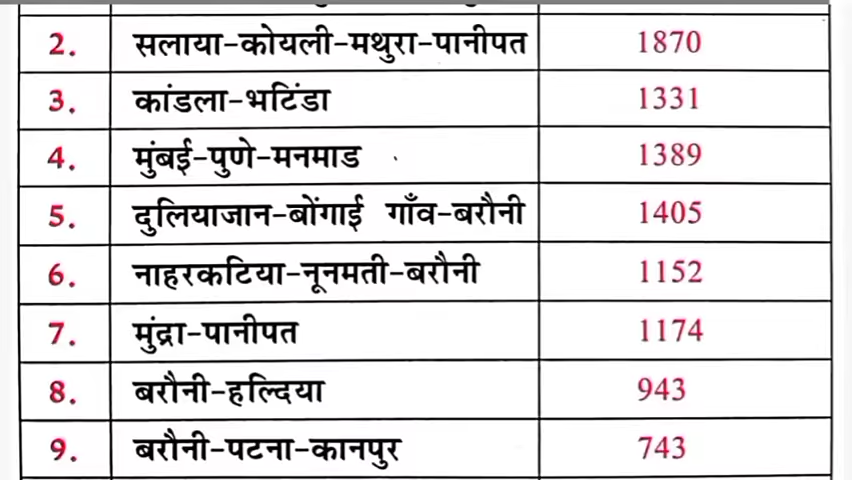 2. सलाया-कोयली-मथुरा-पानीपत 1870
3. कांडला-भटिंडा 1331
4. मुंबई-पुणे-मनमाड 1389
5. दुलियाजान-बोंगाई गाँव-बरौनी 1405
6. नाहरकटिया-नूनमती-बरौनी 1152
7. मुंद्रा-पानीपत 1174
8. बरौनी-हल्दिया 943
9. बरौनी-पटना-कानपुर 743